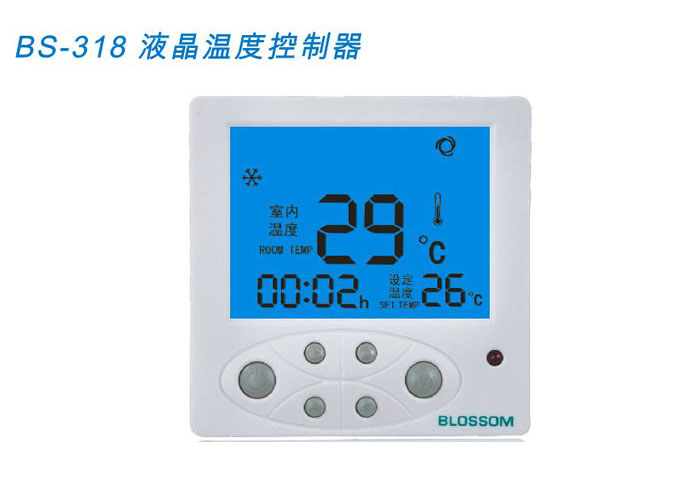 BS-318 液晶温度控制器
室内
温度
ROOM TEMP
29
°C
00:02h
设定
温度
SET TEMP
26°C
BLOSSOM